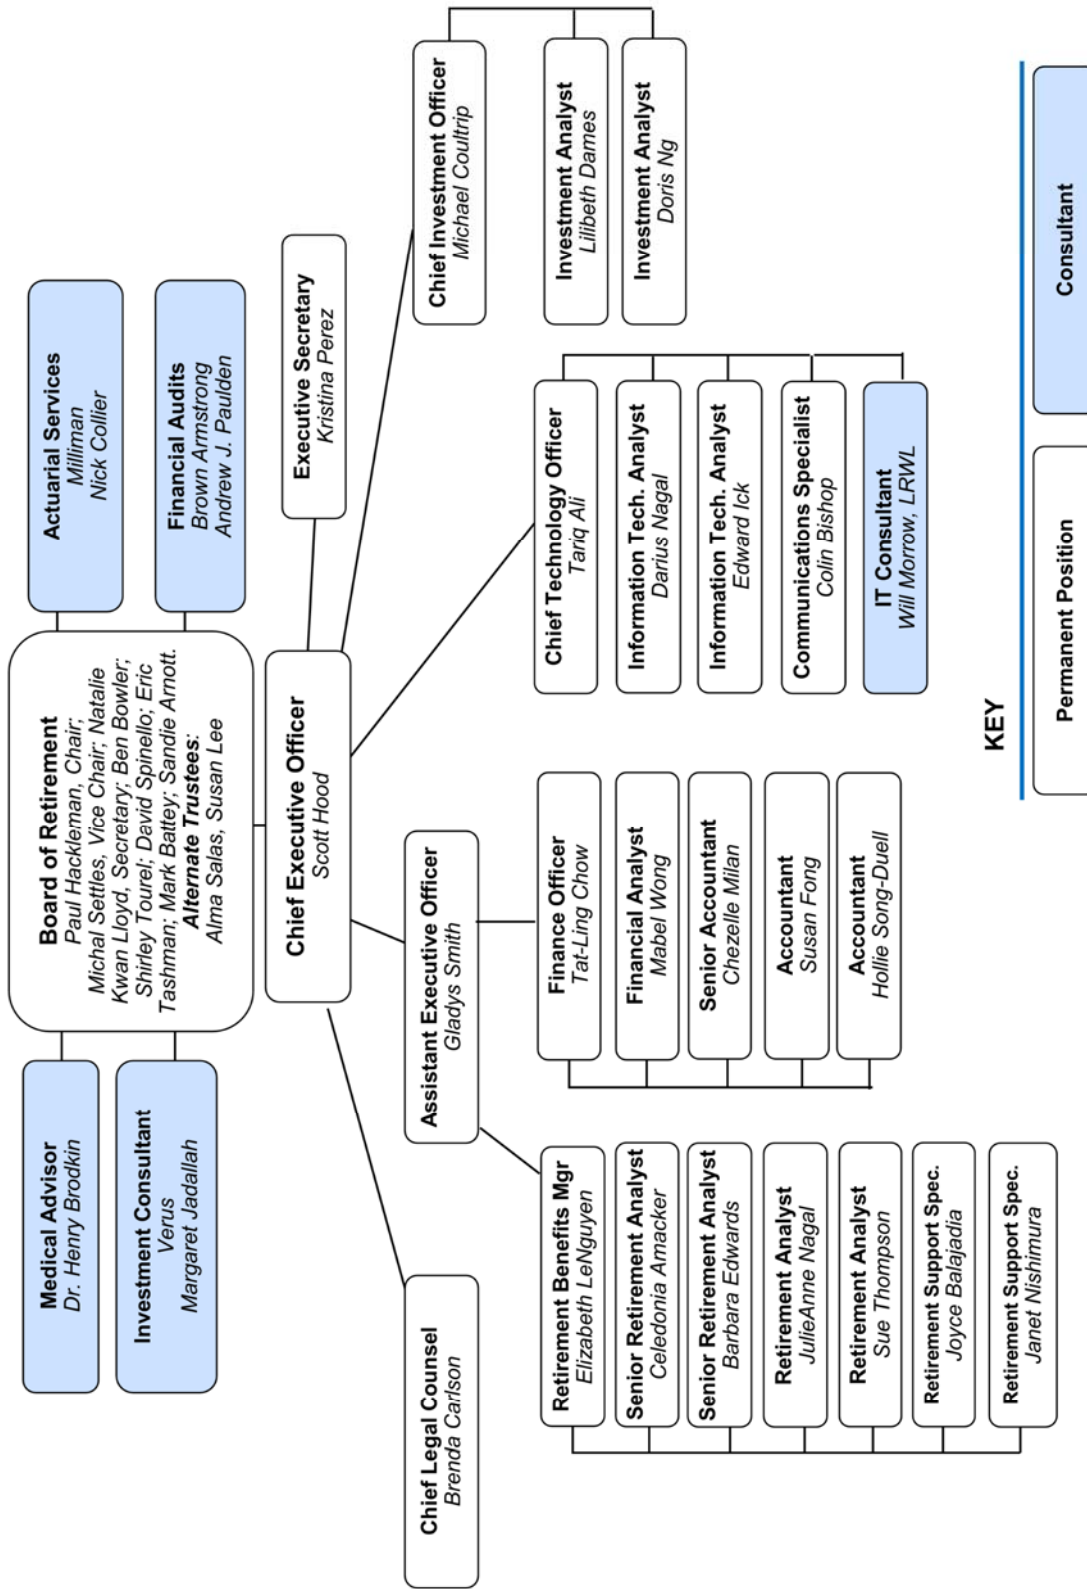 Medical Advisor
Dr. Henry Brodkin
Investment Consultant
Verus
Margaret Jadallah
Board of Retirement
Paul Hackleman, Chair;
Michal Settles, Vice Chair; Natalie
Kwan Lloyd, Secretary; Ben Bowler;
Shirley Tourel; David Spinello; Eric
Tashman; Mark Battey; Sandie Arnott.
Alternate Trustees:
Alma Salas, Susan Lee
Actuarial Services
Milliman
Nick Collier
Financial Audits
Brown Armstrong
Andrew J. Paulden
Chief Executive Officer
Scott Hood
Executive Secretary
Kristina Perez
Chief Legal Counsel
Brenda Carlson
Assistant Executive Officer
Gladys Smith
Chief Investment Officer
Michael Coultrip
Retirement Benefits Mgr
Elizabeth LeNguyen
Senior Retirement Analyst
Celedonia Amacker
Senior Retirement Analyst
Barbara Edwards
Retirement Analyst
JulieAnne Nagal
Retirement Analyst
Sue Thompson
Retirement Support Spec.
Joyce Balajadia
Retirement Support Spec.
Janet Nishimura
Finance Officer
Tat-Ling Chow
Financial Analyst
Mabel Wong
Senior Accountant
Chezelle Milan
Accountant
Susan Fong
Accountant
Hollie Song-Duell
Chief Technology Officer
Tariq Ali
Information Tech. Analyst
Darius Nagal
Information Tech. Analyst
Edward Ick
Communications Specialist
Colin Bishop
IT Consultant
Will Morrow, LRWL
Investment Analyst
Lilibeth Dames
Investment Analyst
Doris Ng
KEY
Permanent Position
Consultant